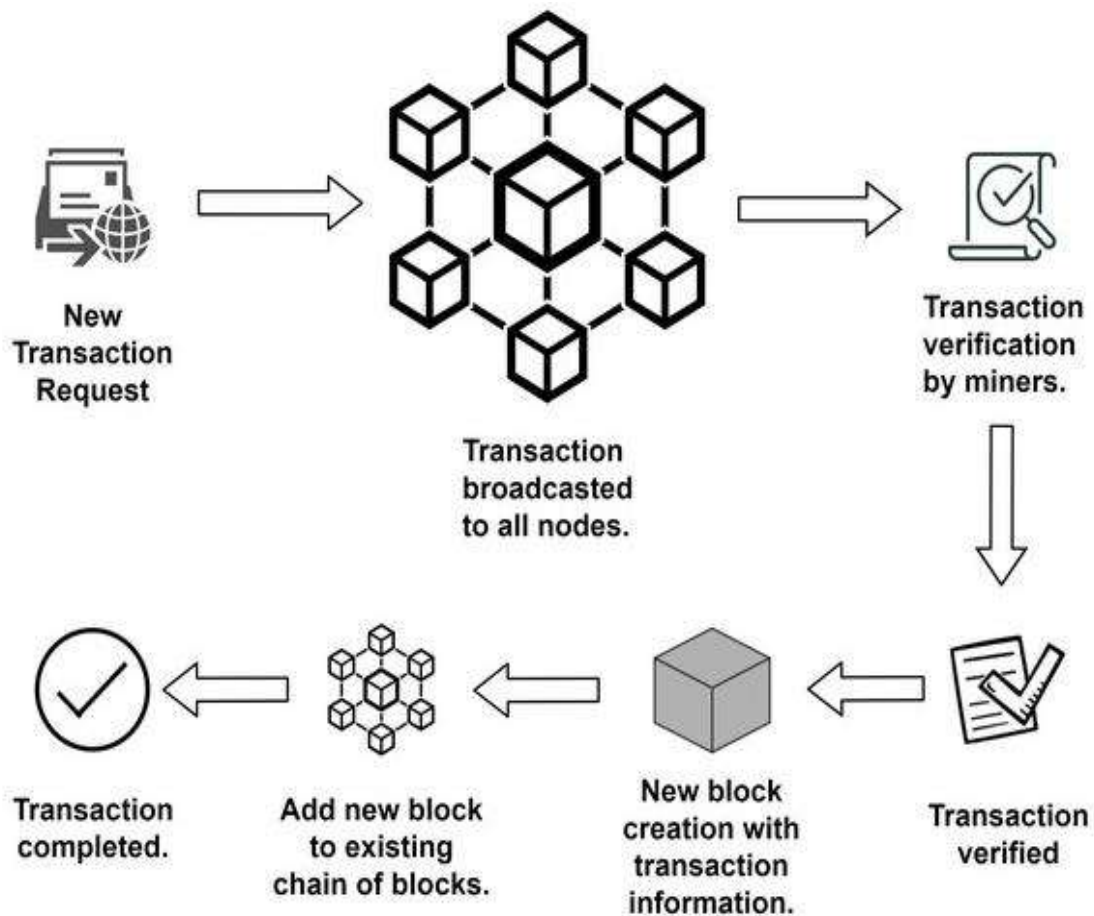 New
Transaction
Request
Transaction
broadcasted
to all nodes.
Transaction
verification
by miners.
Transaction
verified
New block
creation with
transaction
information.
Add new block
to existing
chain of blocks.
Transaction
completed.